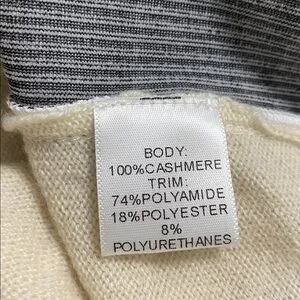 BODY:
100%CASHMERE
TRIM:
74%POLYAMIDE
18%POLYESTER
8%
POLYURETHANES